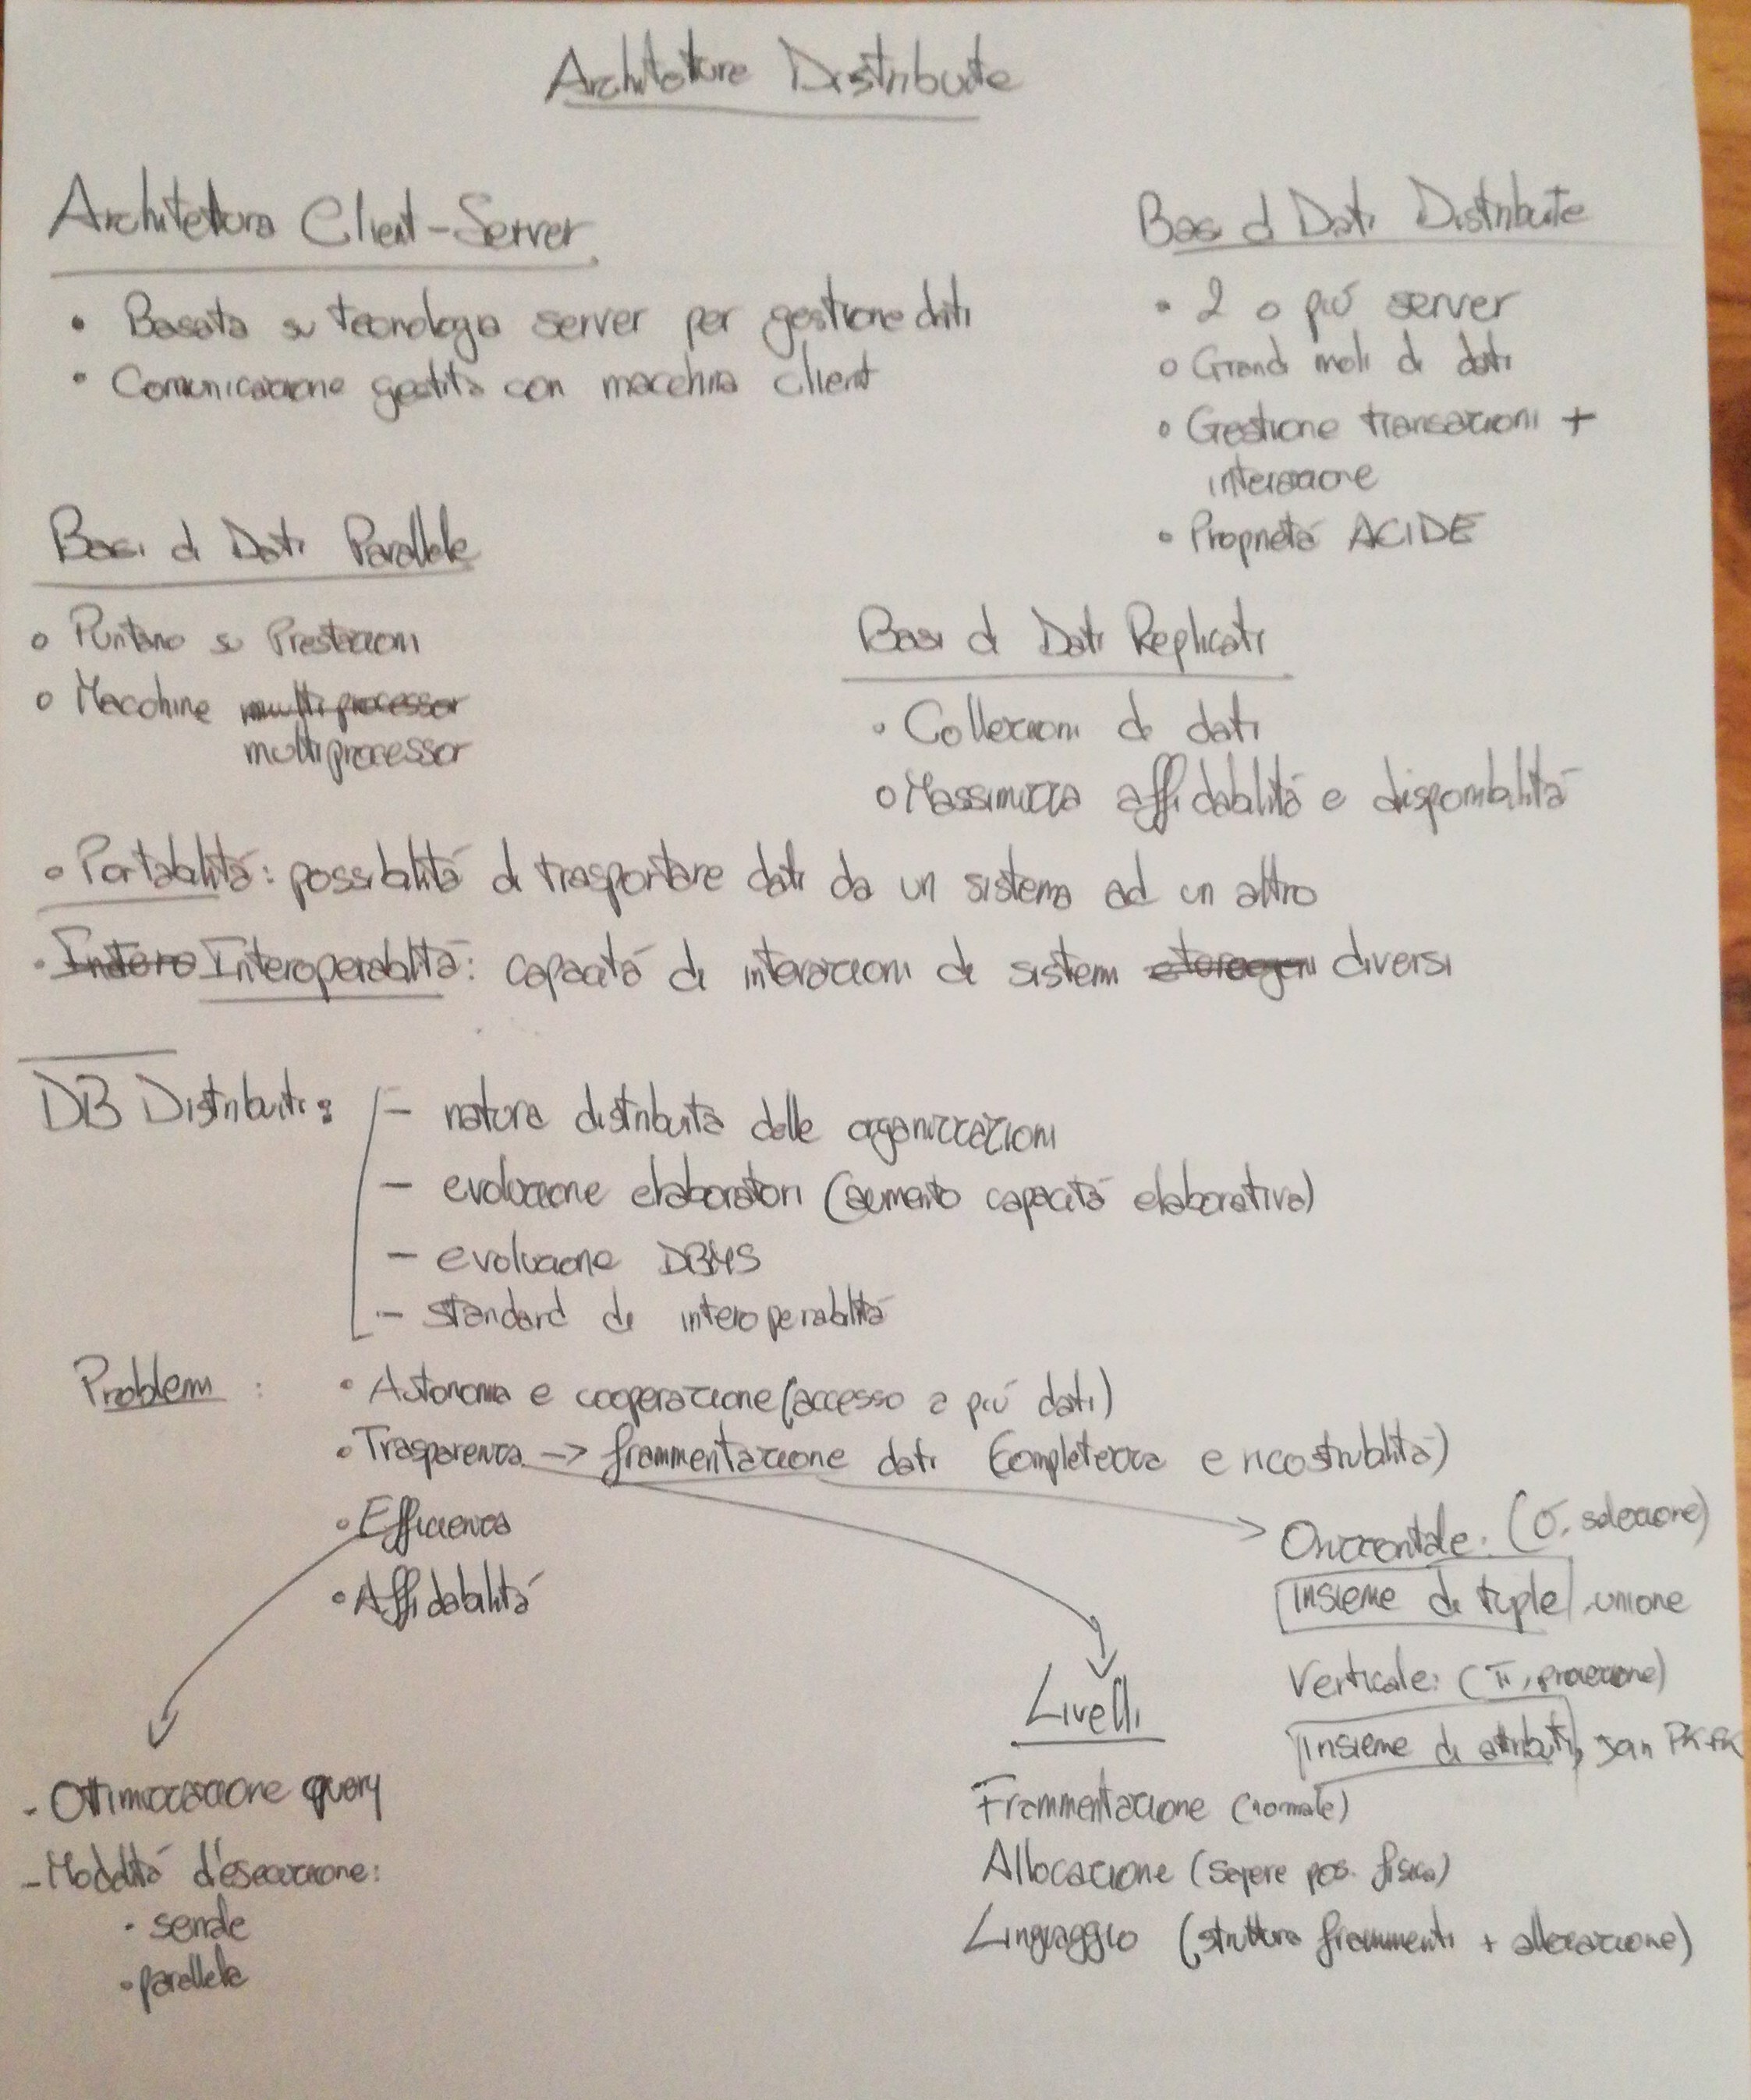 Architetture Distribuite
Architettura Client-Server
• Basata su tecnologia server per gestione dati
• Comunicazione gestita con macchina client
Basi di Dati Distribuite
• 2 o più server
• Grandi moli di dati
• Gestione transazioni +
interazione
• Proprietà ACIDE
Basi di Dati Parallele
• Puntano su Prestazioni
• Macchine multiprocessor
multiprocessor
Basi di Dati Replicati
• Collezioni di dati
• Massimizza affidabilità e disponibilità
• Portabilità: possibilità di trasportare dati da un sistema ad un altro
• Intero Interoperabilità: capacità di interazioni di sistemi eterogeni diversi
DB Distribuiti:
- natura distribuita delle organizzazioni
- evoluzione elaboratori (aumento capacità elaborativa)
- evoluzione DBMS
- standard di interoperabilità
Problemi:
• Autonomia e cooperazione (accesso a più dati)
• Trasparenza -> frammentazione dati (completezza e ricostruibilità)
• Efficienza
• Affidabilità
Orizzontale: (σ, selezione)
insieme di tuple, unione
Verticale: (π, proiezione)
insieme di attributi, join PK-PK
Livelli
Frammentazione (normale)
Allocazione (sapere pos. fisica)
Linguaggio (struttura frammenti + allocazione)
- Ottimizzazione query
- Modalità d'esecuzione:
• seriale
• parallele